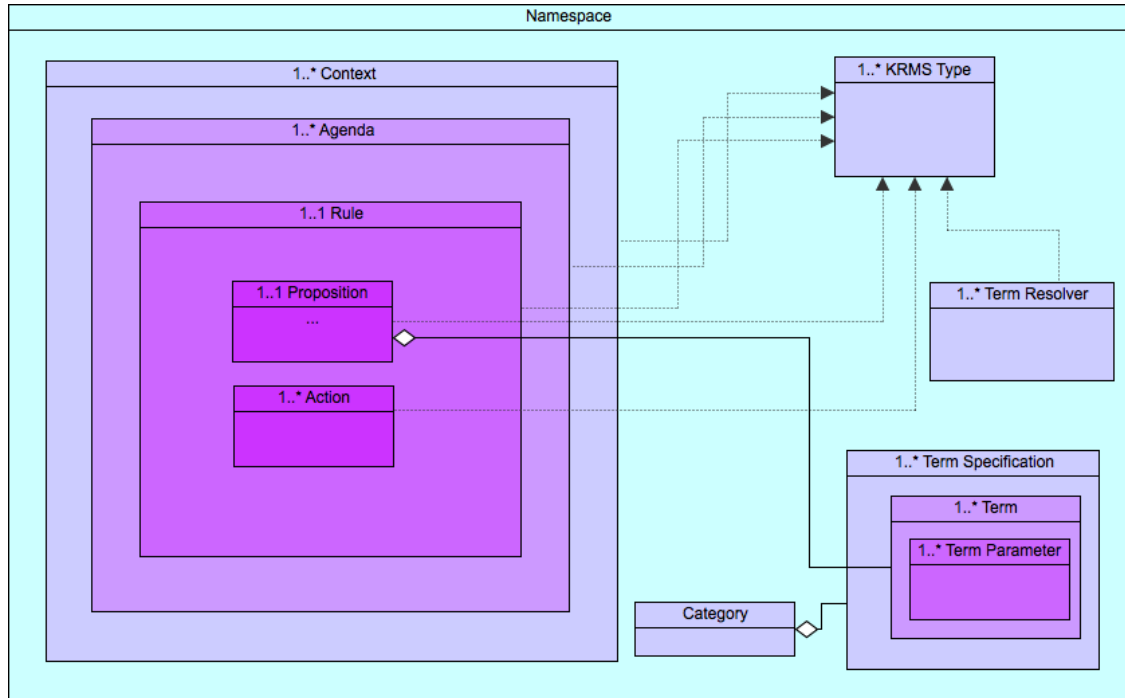 Namespace
1..* Context
1..* KRMS Type
1..* Agenda
1..1 Rule
1..1 Proposition
...
1..* Term Resolver
1..* Action
1..* Term Specification
1..* Term
1..* Term Parameter
Category